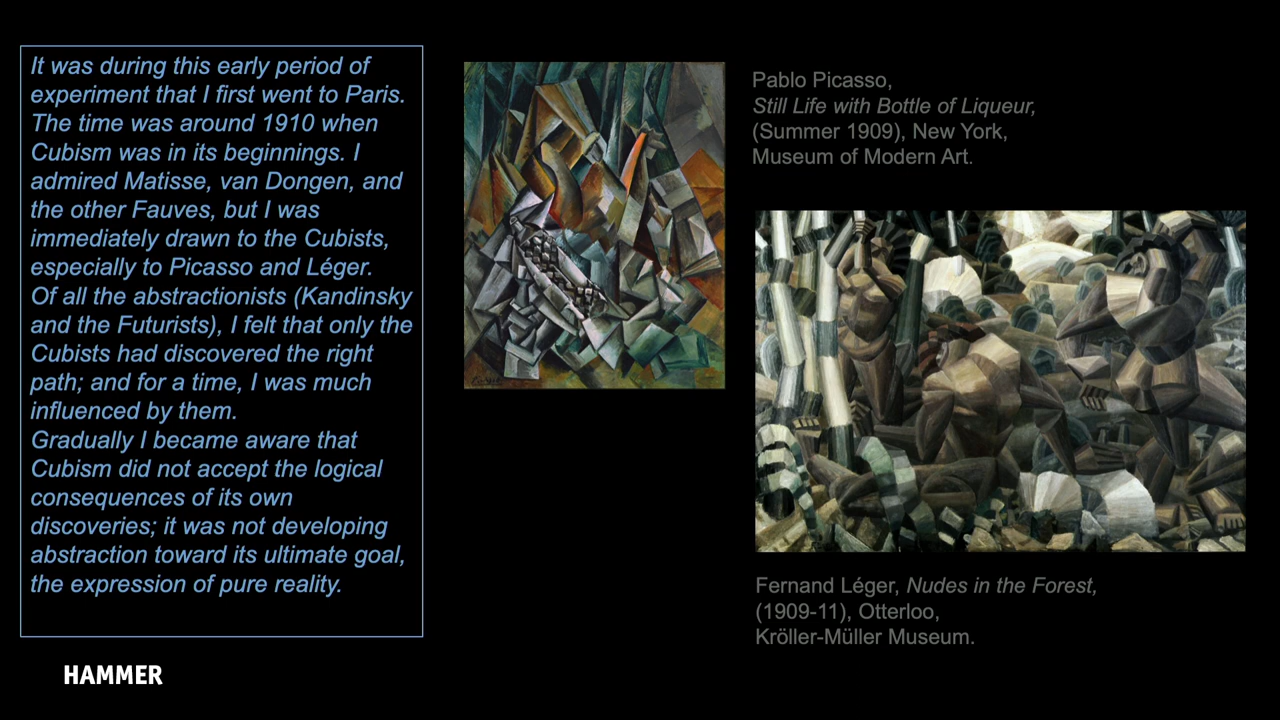 It was during this early period of
experiment that I first went to Paris.
The time was around 1910 when
Cubism was in its beginnings. I
admired Matisse, van Dongen, and
the other Fauves, but I was
immediately drawn to the Cubists,
especially to Picasso and Léger.
Of all the abstractionists (Kandinsky
and the Futurists), I felt that only the
Cubists had discovered the right
path; and for a time, I was much
influenced by them.
Gradually I became aware that
Cubism did not accept the logical
consequences of its own
discoveries; it was not developing
abstraction toward its ultimate goal,
the expression of pure reality.
Pablo Picasso,
Still Life with Bottle of Liqueur,
(Summer 1909), New York,
Museum of Modern Art.
Picasso
Fernand Léger, Nudes in the Forest,
(1909-11), Otterloo,
Kröller-Müller Museum.
HAMMER